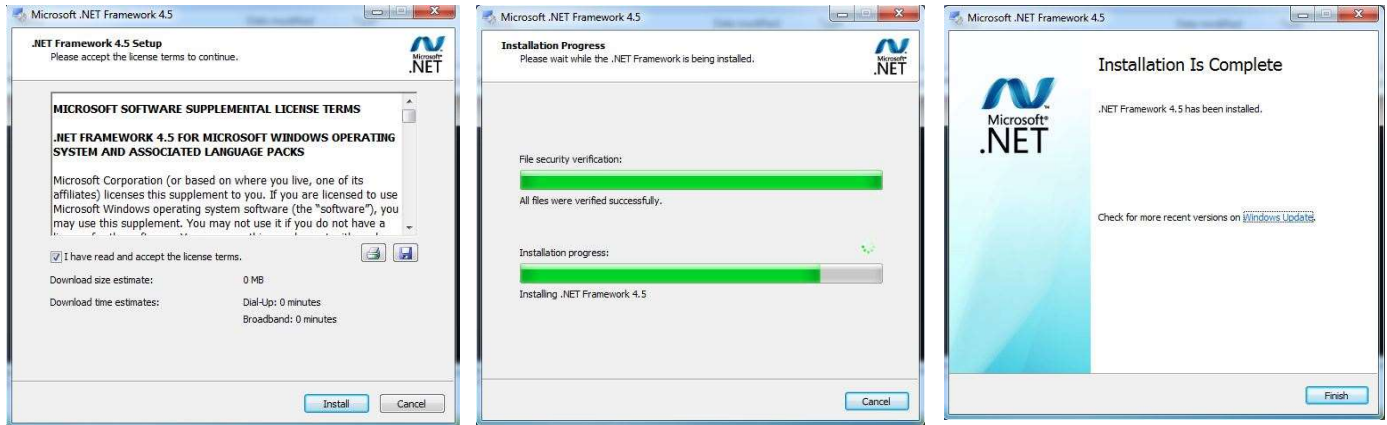 Microsoft .NET Framework 4.5
.NET Framework 4.5 Setup
Please accept the license terms to continue.
Microsoft®
.NET
MICROSOFT SOFTWARE SUPPLEMENTAL LICENSE TERMS
.NET FRAMEWORK 4.5 FOR MICROSOFT WINDOWS OPERATING
SYSTEM AND ASSOCIATED LANGUAGE PACKS
Microsoft Corporation (or based on where you live, one of its
affiliates) licenses this supplement to you. If you are licensed to use
Microsoft Windows operating system software (the “software”), you
may use this supplement. You may not use it if you do not have a
I have read and accept the license terms.
Download size estimate: 0 MB
Download time estimates: Dial-Up: 0 minutes
Broadband: 0 minutes
Install Cancel
Microsoft .NET Framework 4.5
Installation Progress
Please wait while the .NET Framework is being installed.
Microsoft®
.NET
File security verification:
All files were verified successfully.
Installation progress:
Installing .NET Framework 4.5
Cancel
Microsoft .NET Framework 4.5
Microsoft®
.NET
Installation Is Complete
.NET Framework 4.5 has been installed.
Check for more recent versions on Windows Update.
Finish